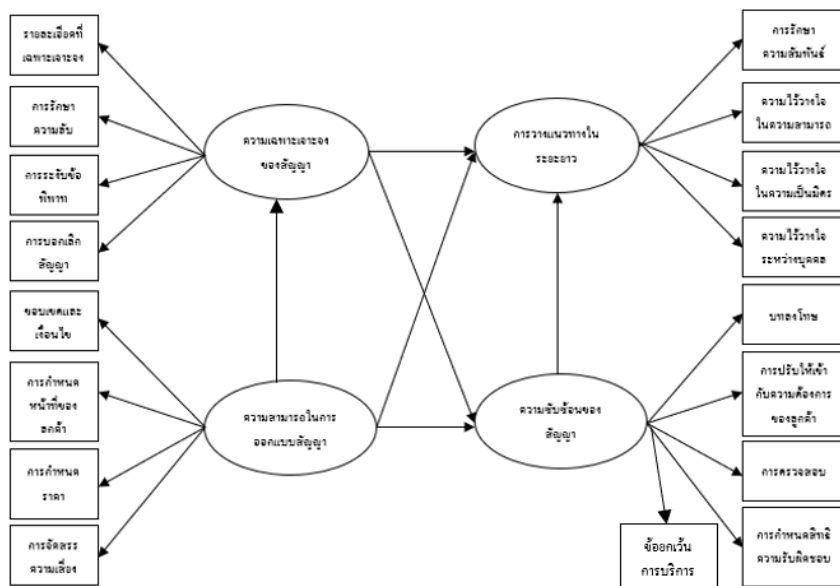 รายละเอียดที่
เฉพาะเจาะจง
การรักษา
ความลับ
การระงับข้อ
พิพาท
การบอกเลิก
สัญญา
ขอบเขตและ
เงื่อนไข
การกำหนด
หน้าที่ของ
ลูกค้า
การกำหนด
ราคา
การจัดสรร
ความเสี่ยง
ความเฉพาะเจาะจง
ของสัญญา
ความสามารถในการ
ออกแบบสัญญา
การวางแนวทางใน
ระยะยาว
ความซับซ้อนของ
สัญญา
การรักษา
ความสัมพันธ์
ความไว้วางใจ
ในความสามารถ
ความไว้วางใจ
ในความเป็นมิตร
ความไว้วางใจ
ระหว่างบุคคล
บทลงโทษ
การปรับให้เข้า
กับความต้องการ
ของลูกค้า
การตรวจสอบ
การกำหนดสิทธิ
ความรับผิดชอบ
ข้อยกเว้น
การบริการ